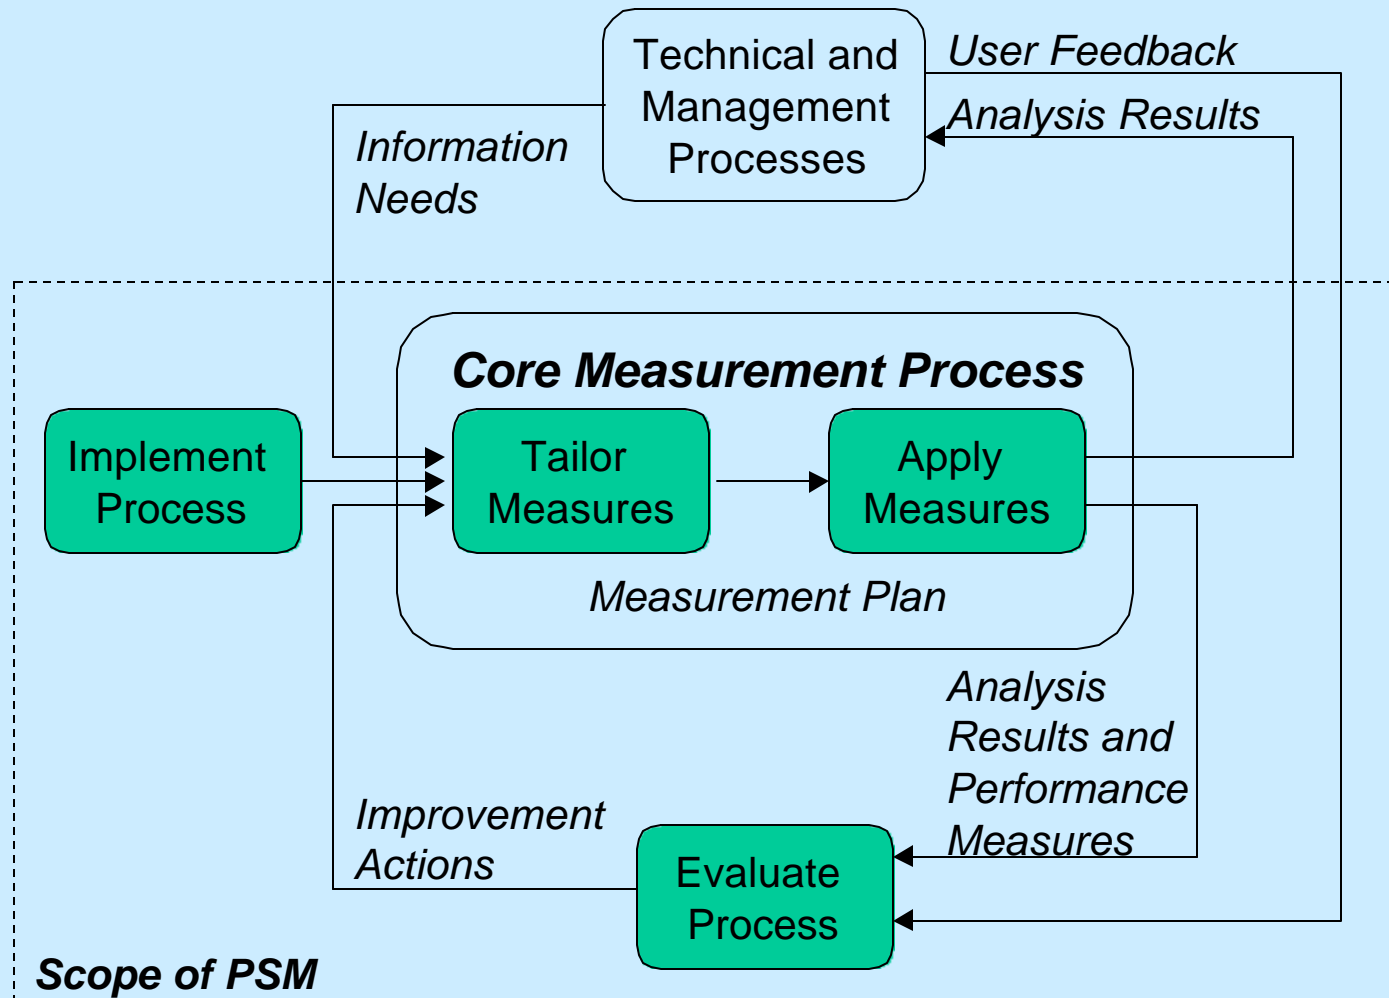 Technical and
Management
Processes
User Feedback
Analysis Results
Information
Needs
Core Measurement Process
Implement
Process
Tailor
Measures
Apply
Measures
Measurement Plan
Analysis
Results and
Performance
Measures
Improvement
Actions
Evaluate
Process
Scope of PSM